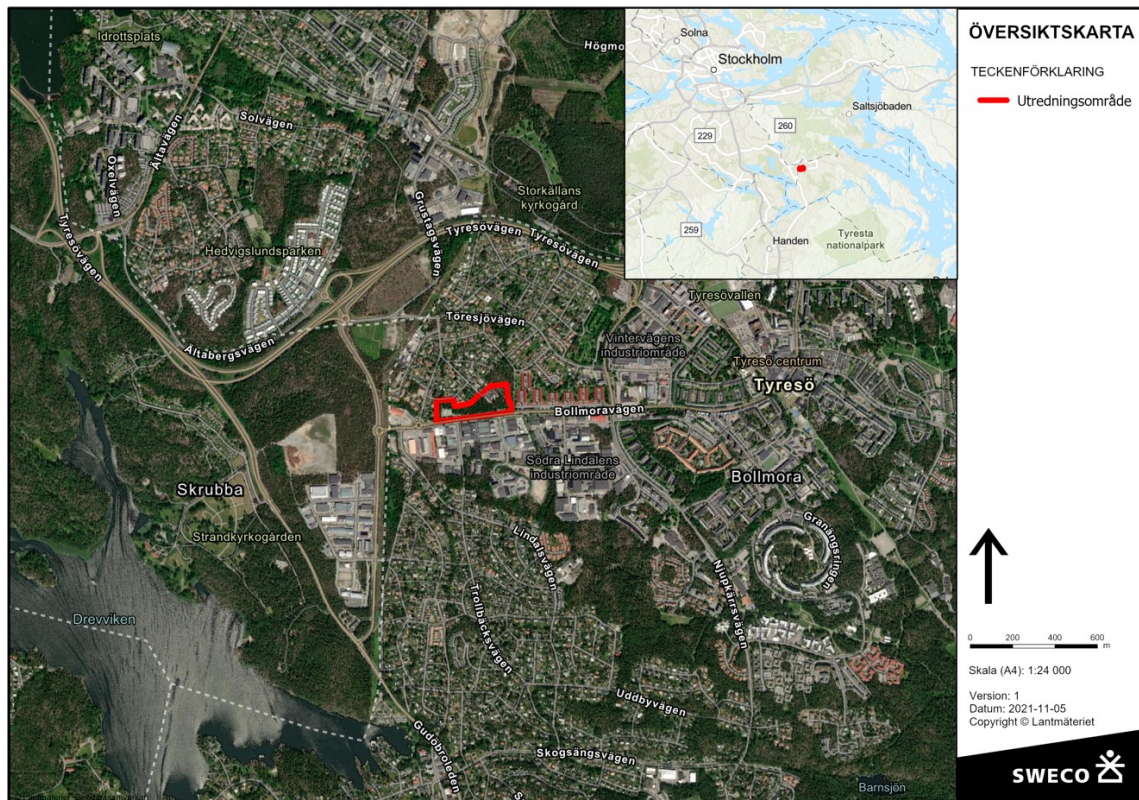 ÖVERSIKTSKARTA
TECKENFÖRKLARING
Utredningsområde
Solna
Stockholm
Saltsjöbaden
260
229
259
Handen
Tyresta
nationalpark
Idrottsplats
Högmo
Solvägen
Ältavägen
Oxelvägen
Storkällans
kyrkogård
Grustagsvägen
Tyresövägen
Tyresövägen
Tyresövägen
Hedvigslundsparken
Töresjövägen
Ältabergsvägen
Tyresövallen
Vintervägens
industriområde
Tyresö centrum
Tyresö
Bollmoravägen
Södra Lindalens
industriområde
Bollmora
Skrubba
Strandkyrkogården
Granängsringen
Lindalsvägen
Njupkärrsvägen
Trollbäcksvägen
Drevviken
Uddbyvägen
Gudöbroleden
Skogsängsvägen
Barnsjön
0 200 400 600
m
Skala (A4): 1:24 000
Version: 1
Datum: 2021-11-05
Copyright © Lantmäteriet
SWECO